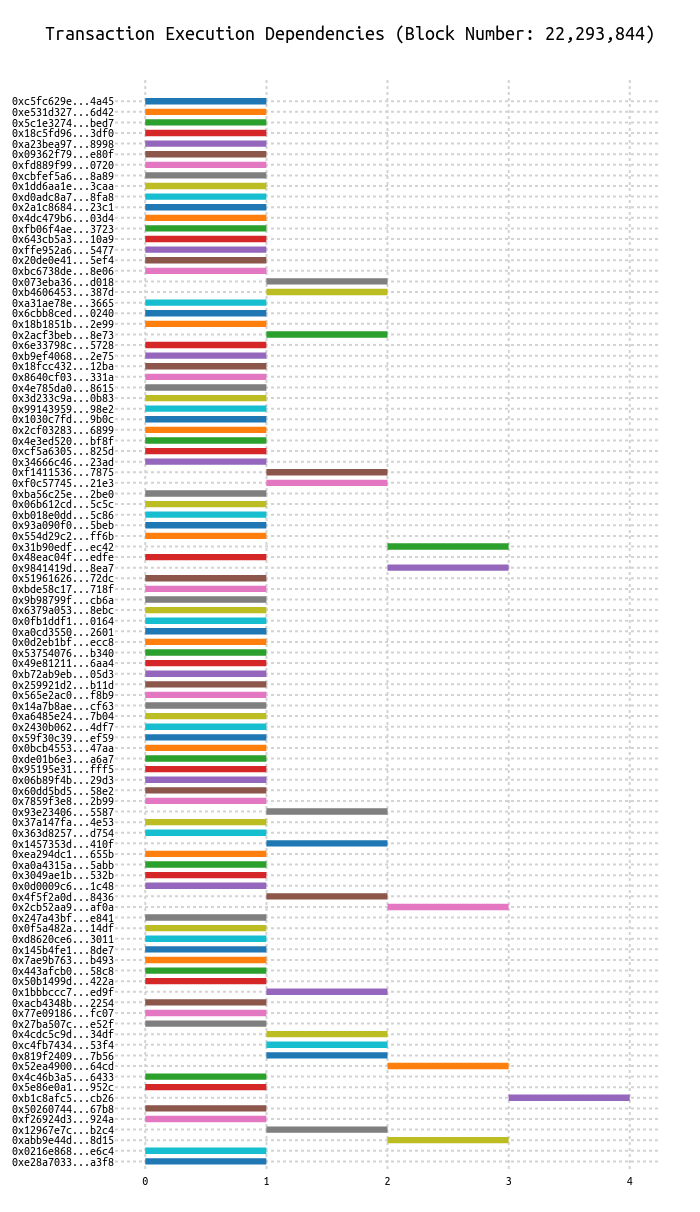 Transaction Execution Dependencies (Block Number: 22,293,844)
0xc5fc629e...4a45
0xe531d327...6d42
0x5c1e3274...bed7
0x18c5fd96...3df0
0xa23bea97...8998
0x09362f79...e80f
0xfd889f99...0720
0xcbfef5a6...8a89
0x1dd6aa1e...3caa
0xd0adc8a7...8fa8
0x2a1c8684...23c1
0x4dc479b6...03d4
0xfb06f4ae...3723
0x643cb5a3...10a9
0xffe952a6...5477
0x20de0e41...5ef4
0xbc6738de...8e06
0x073eba36...d018
0xb4606453...387d
0xa31ae78e...3665
0x6cbb8ced...0240
0x18b1851b...2e99
0x2acf3beb...8e73
0x6e33798c...5728
0xb9ef4068...2e75
0x18fcc432...12ba
0x8640cf03...331a
0x4e785da0...8615
0x3d233c9a...0b83
0x99143959...98e2
0x1030c7fd...9b0c
0x2cf03283...6899
0x4e3ed520...bf8f
0xcf5a6305...825d
0x34666c46...23ad
0xf1411536...7875
0xf0c57745...21e3
0xba56c25e...2be0
0x06b612cd...5c5c
0xb018e0dd...5c86
0x93a090f0...5beb
0x554d29c2...ff6b
0x31b90edf...ec42
0x48eac04f...edfe
0x9841419d...8ea7
0x51961626...72dc
0xbde58c17...718f
0x9b98799f...cb6a
0x6379a053...8ebc
0x0fb1ddf1...0164
0xa0cd3550...2601
0x0d2eb1bf...ecc8
0x53754076...b340
0x49e81211...6aa4
0xb72ab9eb...05d3
0x259921d2...b11d
0x565e2ac0...f8b9
0x14a7b8ae...cf63
0xa6485e24...7b04
0x2430b062...4df7
0x59f30c39...ef59
0x0bcb4553...47aa
0xde01b6e3...a6a7
0x95195e31...fff5
0x06b89f4b...29d3
0x60dd5bd5...58e2
0x7859f3e8...2b99
0x93e23406...5587
0x37a147fa...4e53
0x363d8257...d754
0x1457353d...410f
0xea294dc1...655b
0xa0a4315a...5abb
0x3049ae1b...532b
0x0d0009c6...1c48
0x4f5f2a0d...8436
0x2cb52aa9...af0a
0x247a43bf...e841
0x0f5a482a...14df
0xd8620ce6...3011
0x145b4fe1...8de7
0x7ae9b763...b493
0x443afcb0...58c8
0x50b1499d...422a
0x1bbbccc7...ed9f
0xacb4348b...2254
0x77e09186...fc07
0x27ba507c...e52f
0x4cdc5c9d...34df
0xc4fb7434...53f4
0x819f2409...7b56
0x52ea4900...64cd
0x4c46b3a5...6433
0x5e86e0a1...952c
0xb1c8afc5...cb26
0x50260744...67b8
0xf26924d3...924a
0x12967e7c...b2c4
0xabb9e44d...8d15
0x0216e868...e6c4
0xe28a7033...a3f8
0 1 2 3 4